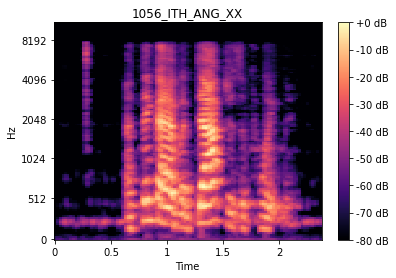 1056_ITH_ANG_XX
+0 dB
8192
-10 dB
4096
-20 dB
-30 dB
2048
Hz
-40 dB
1024
-50 dB
512
-60 dB
-70 dB
0
-80 dB
0
0.5
1
1.5
2
Time